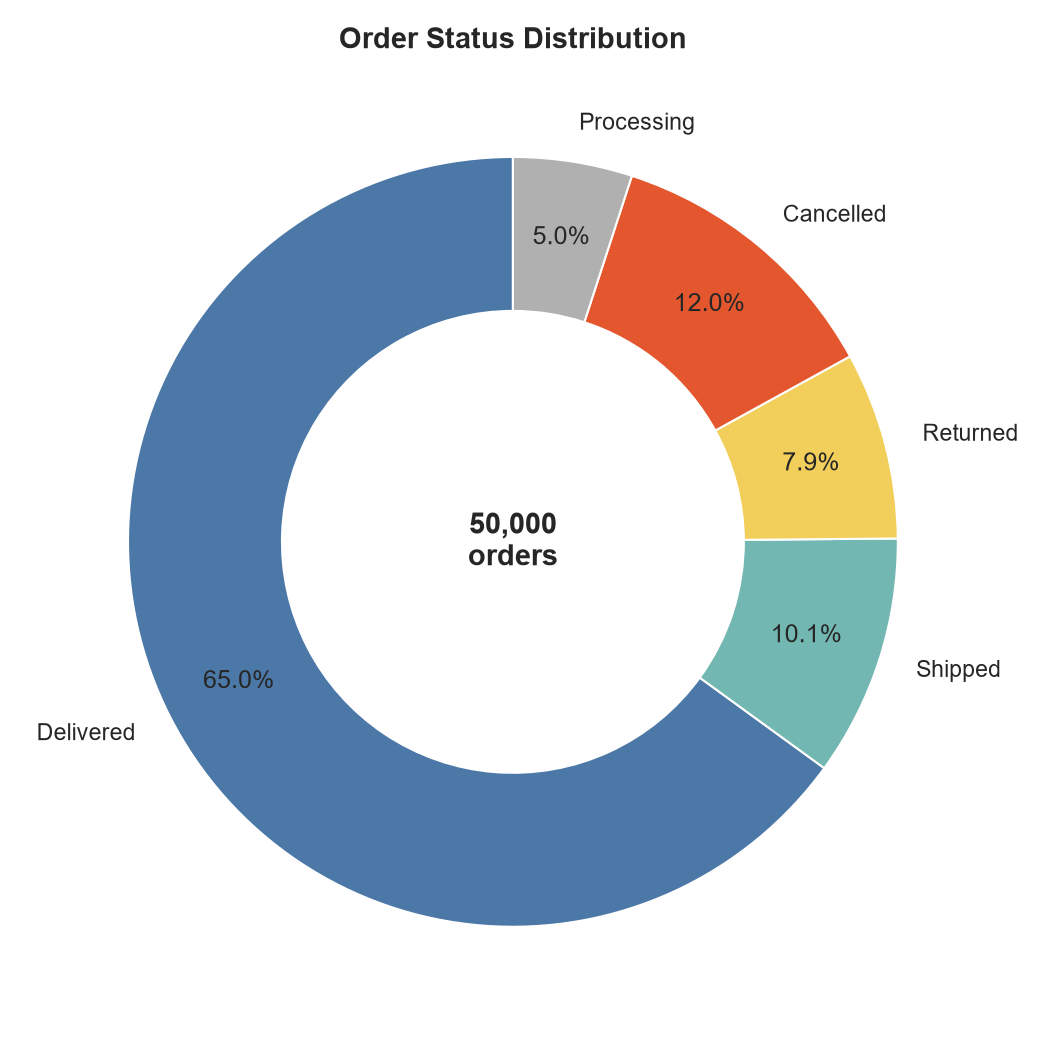 Order Status Distribution
Processing
Cancelled
5.0%
12.0%
Returned
7.9%
50,000
orders
10.1%
Shipped
65.0%
Delivered